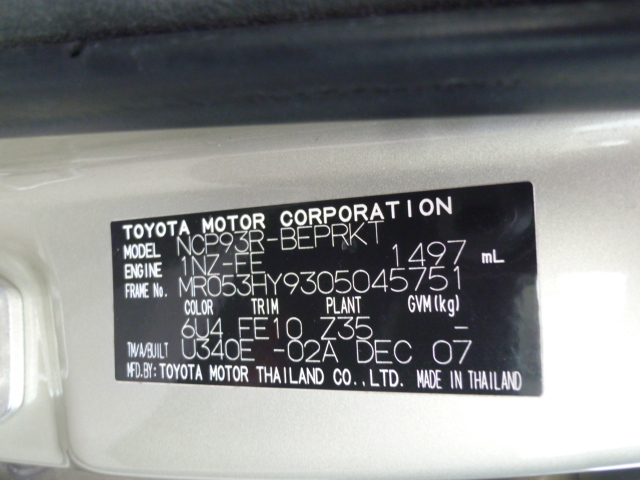 TOYOTA MOTOR CORPORATION
MODEL NCP93R-BEPRKT
ENGINE 1NZ-FE 1497 mL
FRAME No. MR053HY9305045751
COLOR TRIM PLANT GVM(kg)
6U4 FE10 Z35 -
TM/A/BUILT U340E -02A DEC 07
MFD.BY: TOYOTA MOTOR THAILAND CO., LTD. MADE IN THAILAND